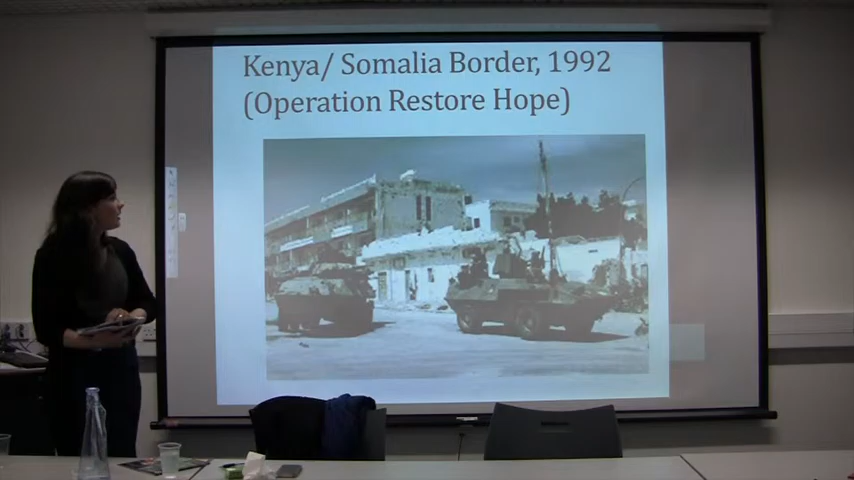 Kenya/ Somalia Border, 1992
(Operation Restore Hope)